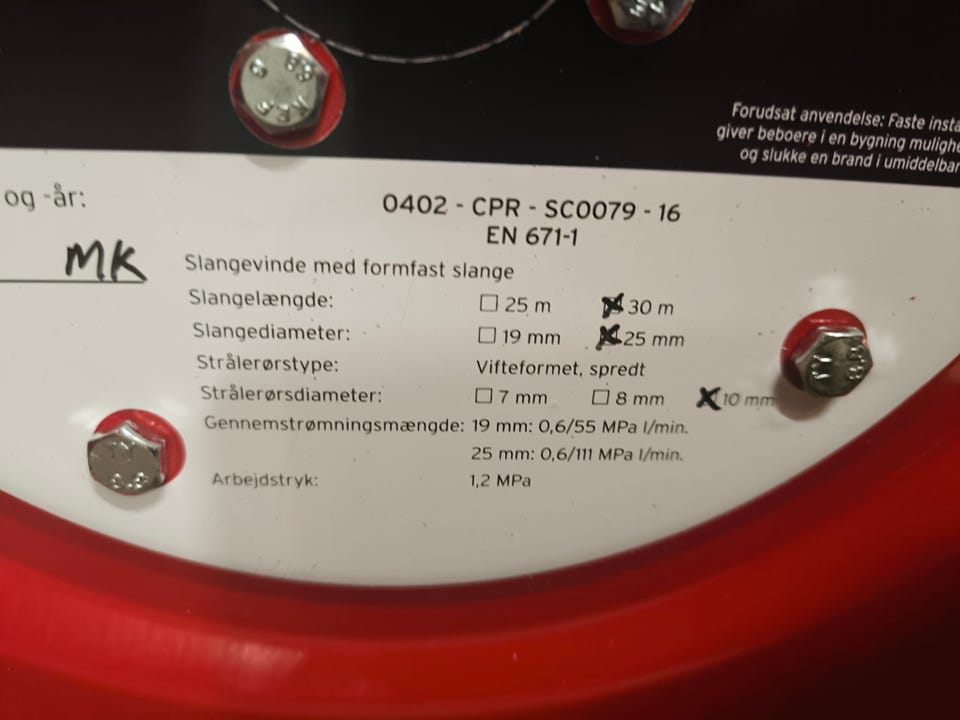 Forudsat anvendelse: Faste insta
giver beboere i en bygning mulighe
og slukke en brand i umiddelbar
og -år:
MK
0402 - CPR - SC0079 - 16
EN 671-1
Slangevinde med formfast slange
Slangelængde: 25 m 30 m
Slangediameter: 19 mm 25 mm
Strålerørstype: Vifteformet, spredt
Strålerørsdiameter: 7 mm 8 mm 10 mm
Gennemstrømningsmængde: 19 mm: 0,6/55 MPa l/min.
25 mm: 0,6/111 MPa l/min.
Arbejdstryk: 1,2 MPa
8.8